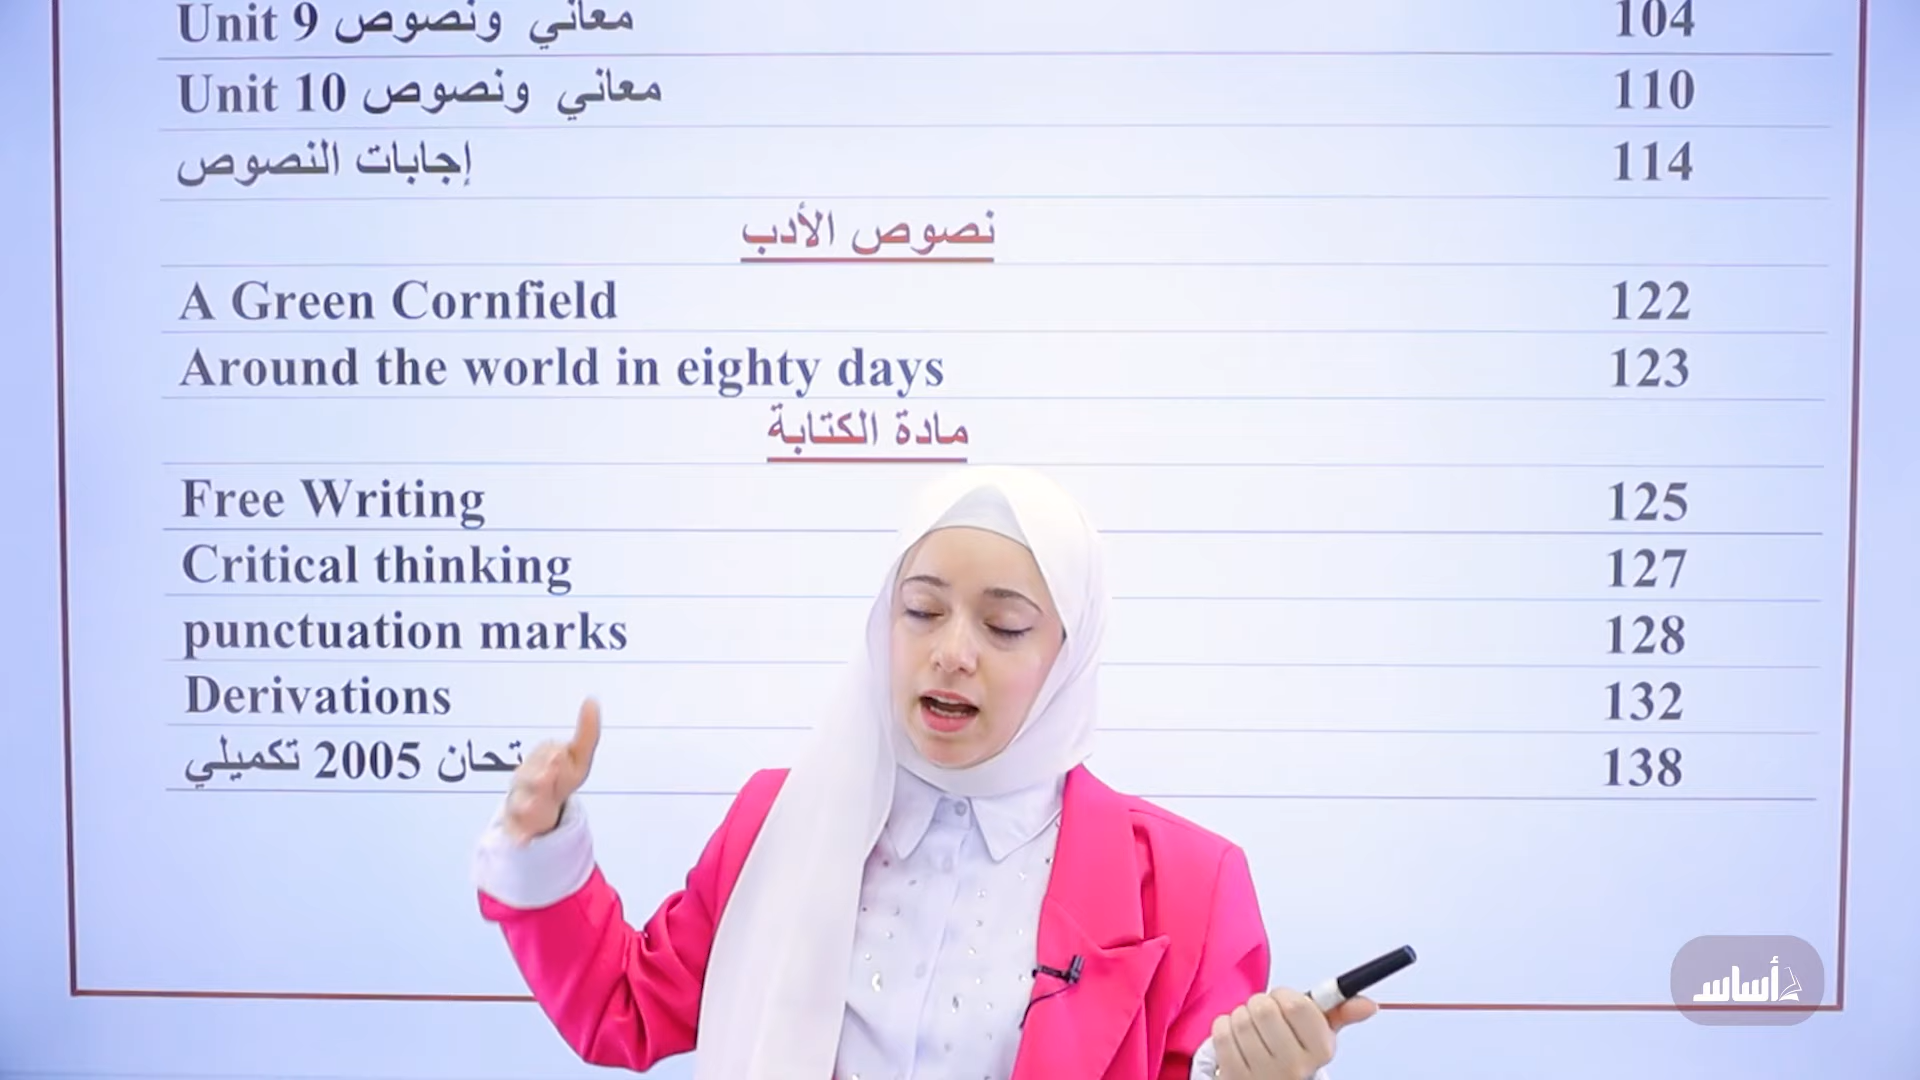 Unit 9 معاني ونصوص 104
Unit 10 معاني ونصوص 110
إجابات النصوص 114
نصوص الأدب
A Green Cornfield 122
Around the world in eighty days 123
مادة الكتابة
Free Writing 125
Critical thinking 127
punctuation marks 128
Derivations 132
تحان 2005 تكميلي 138
أساس